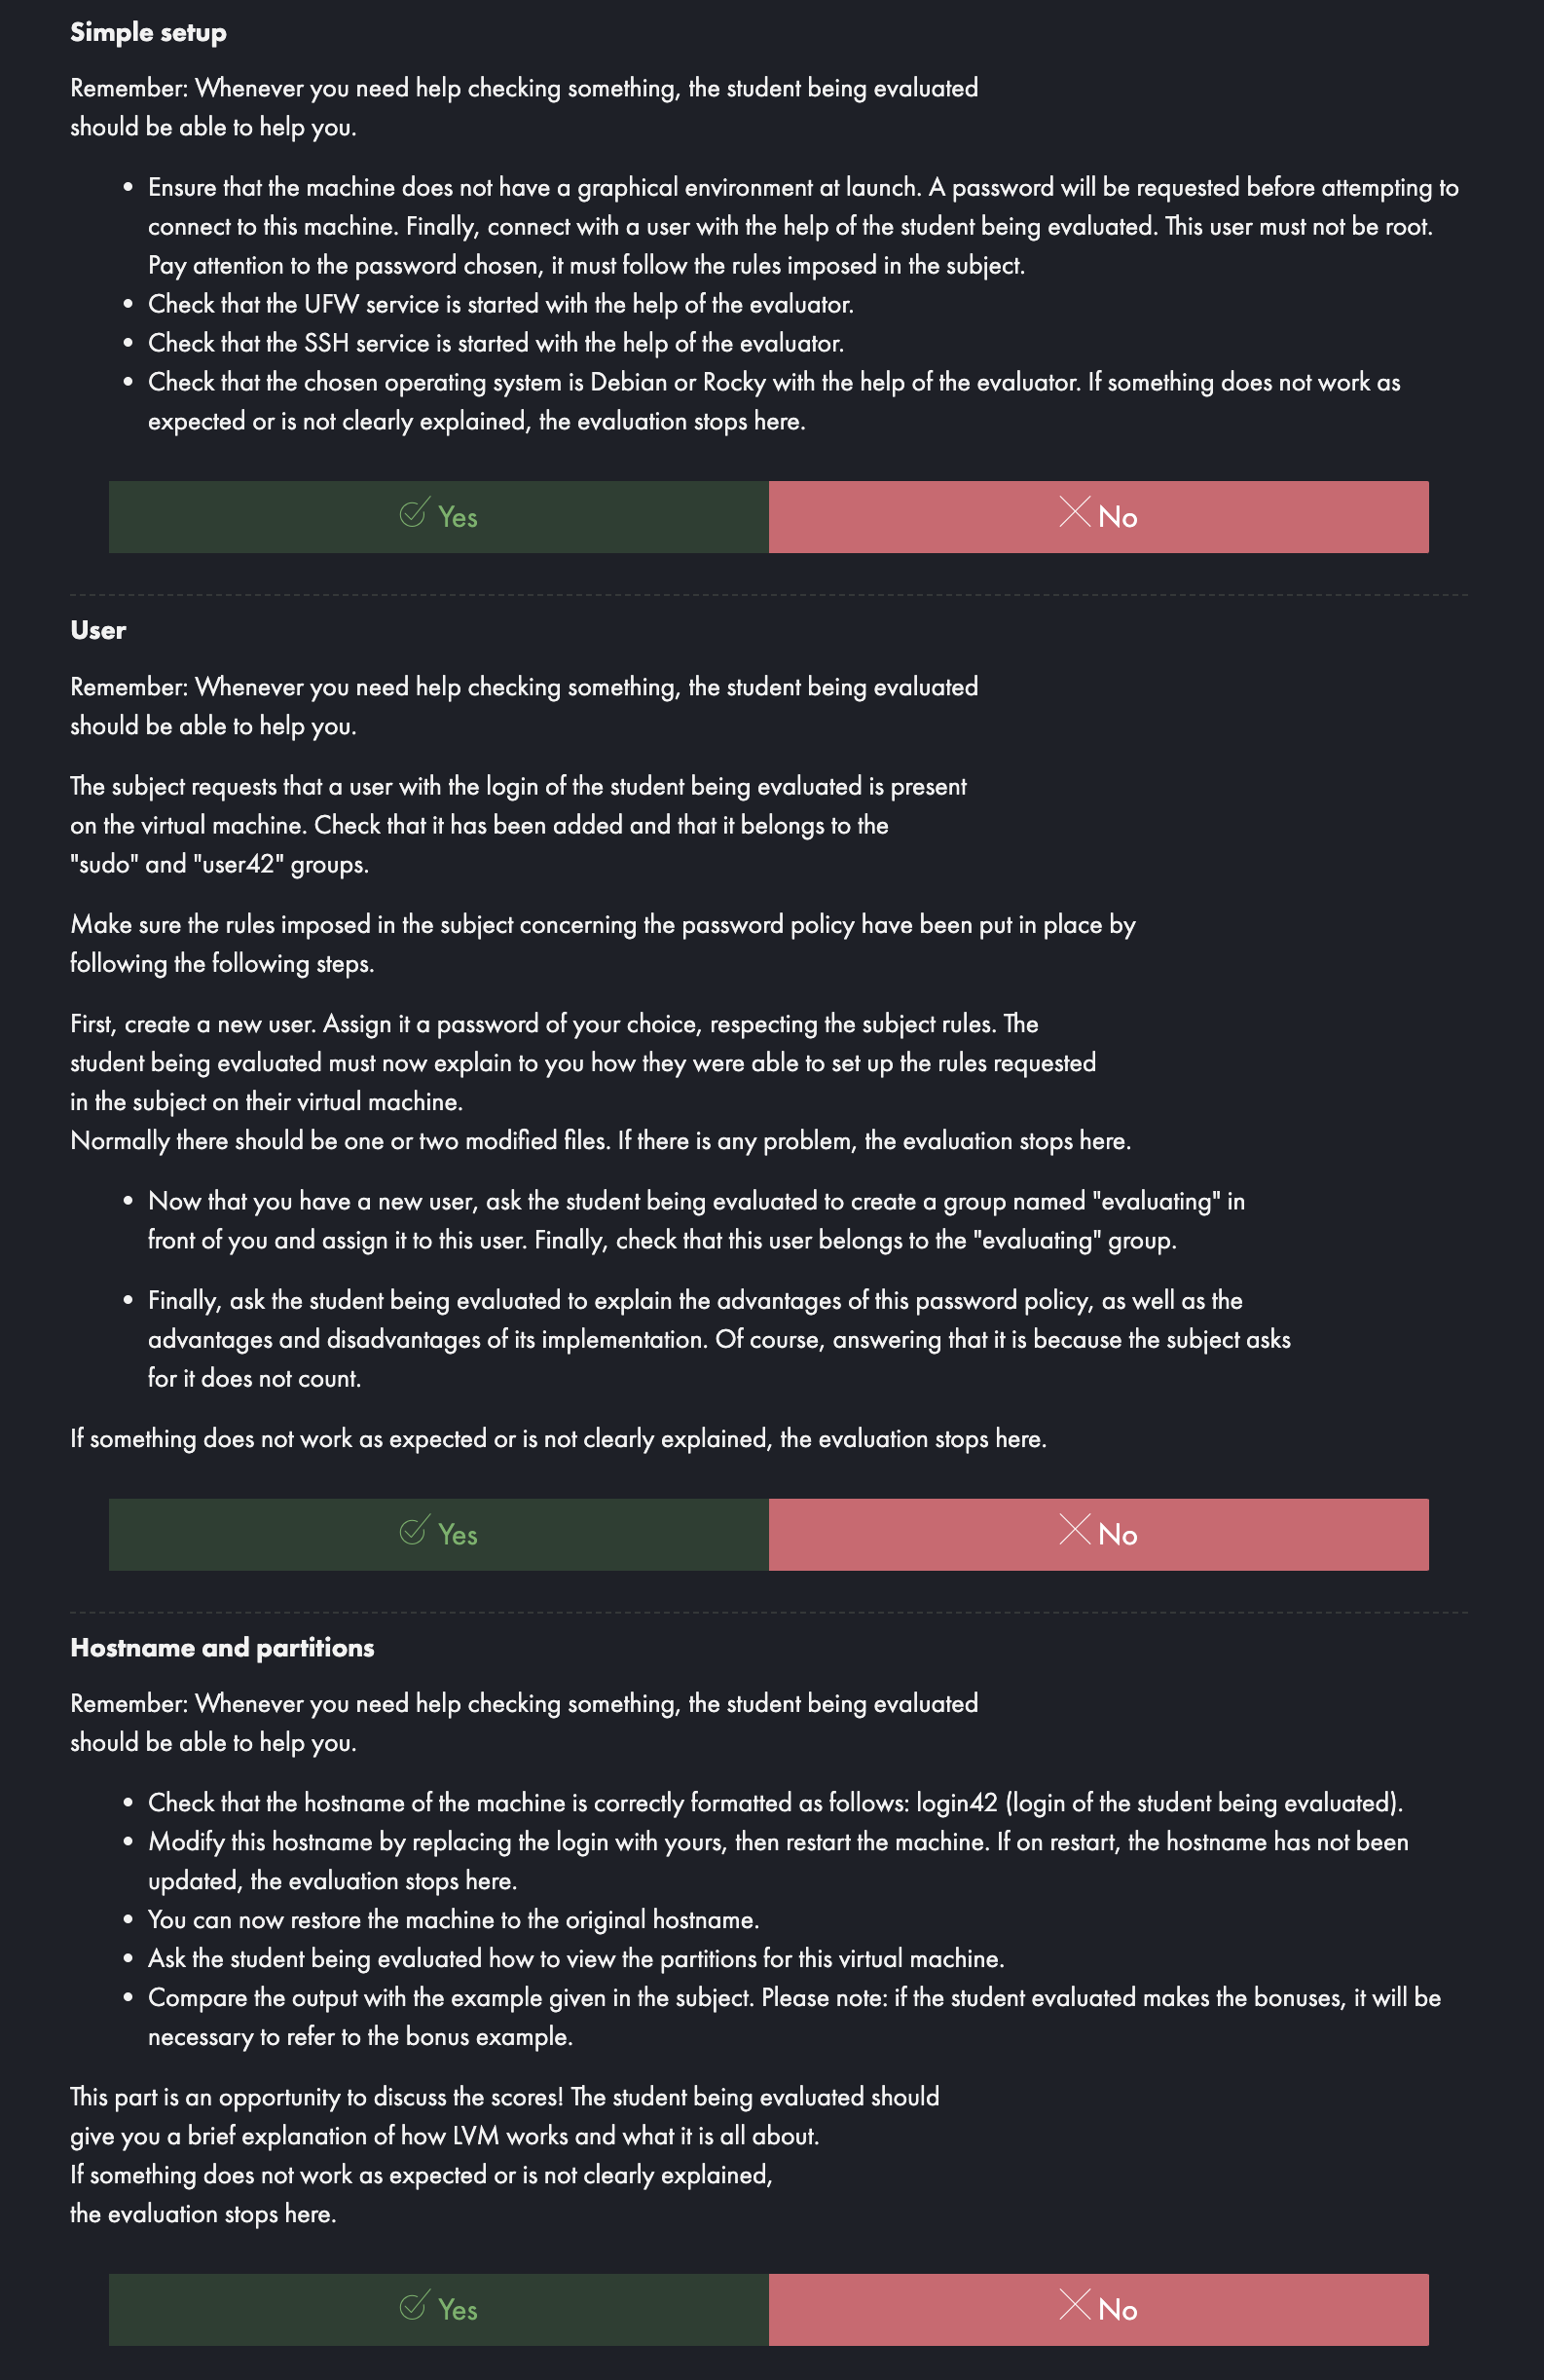 Simple setup
Remember: Whenever you need help checking something, the student being evaluated
should be able to help you.
• Ensure that the machine does not have a graphical environment at launch. A password will be requested before attempting to
connect to this machine. Finally, connect with a user with the help of the student being evaluated. This user must not be root.
Pay attention to the password chosen, it must follow the rules imposed in the subject.
• Check that the UFW service is started with the help of the evaluator.
• Check that the SSH service is started with the help of the evaluator.
• Check that the chosen operating system is Debian or Rocky with the help of the evaluator. If something does not work as
expected or is not clearly explained, the evaluation stops here.
Yes
No
User
Remember: Whenever you need help checking something, the student being evaluated
should be able to help you.
The subject requests that a user with the login of the student being evaluated is present
on the virtual machine. Check that it has been added and that it belongs to the
"sudo" and "user42" groups.
Make sure the rules imposed in the subject concerning the password policy have been put in place by
following the following steps.
First, create a new user. Assign it a password of your choice, respecting the subject rules. The
student being evaluated must now explain to you how they were able to set up the rules requested
in the subject on their virtual machine.
Normally there should be one or two modified files. If there is any problem, the evaluation stops here.
• Now that you have a new user, ask the student being evaluated to create a group named "evaluating" in
front of you and assign it to this user. Finally, check that this user belongs to the "evaluating" group.
• Finally, ask the student being evaluated to explain the advantages of this password policy, as well as the
advantages and disadvantages of its implementation. Of course, answering that it is because the subject asks
for it does not count.
If something does not work as expected or is not clearly explained, the evaluation stops here.
Yes
No
Hostname and partitions
Remember: Whenever you need help checking something, the student being evaluated
should be able to help you.
• Check that the hostname of the machine is correctly formatted as follows: login42 (login of the student being evaluated).
• Modify this hostname by replacing the login with yours, then restart the machine. If on restart, the hostname has not been
updated, the evaluation stops here.
• You can now restore the machine to the original hostname.
• Ask the student being evaluated how to view the partitions for this virtual machine.
• Compare the output with the example given in the subject. Please note: if the student evaluated makes the bonuses, it will be
necessary to refer to the bonus example.
This part is an opportunity to discuss the scores! The student being evaluated should
give you a brief explanation of how LVM works and what it is all about.
If something does not work as expected or is not clearly explained,
the evaluation stops here.
Yes
No